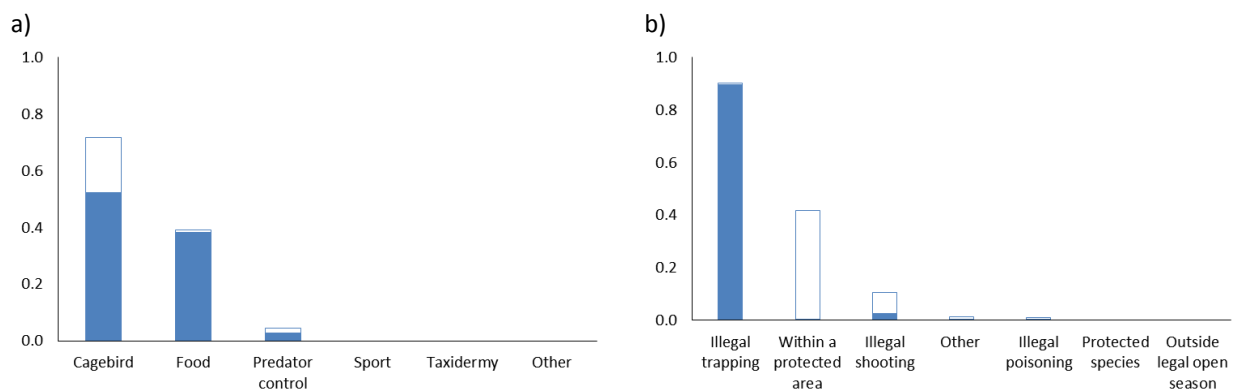 a)
1.0
0.8
0.6
0.4
0.2
0.0
Cagebird
Food
Predator
control
Sport
Taxidermy
Other
b)
1.0
0.8
0.6
0.4
0.2
0.0
Illegal
trapping
Within a
protected
area
Illegal
shooting
Other
Illegal
poisoning
Protected
species
Outside
legal open
season